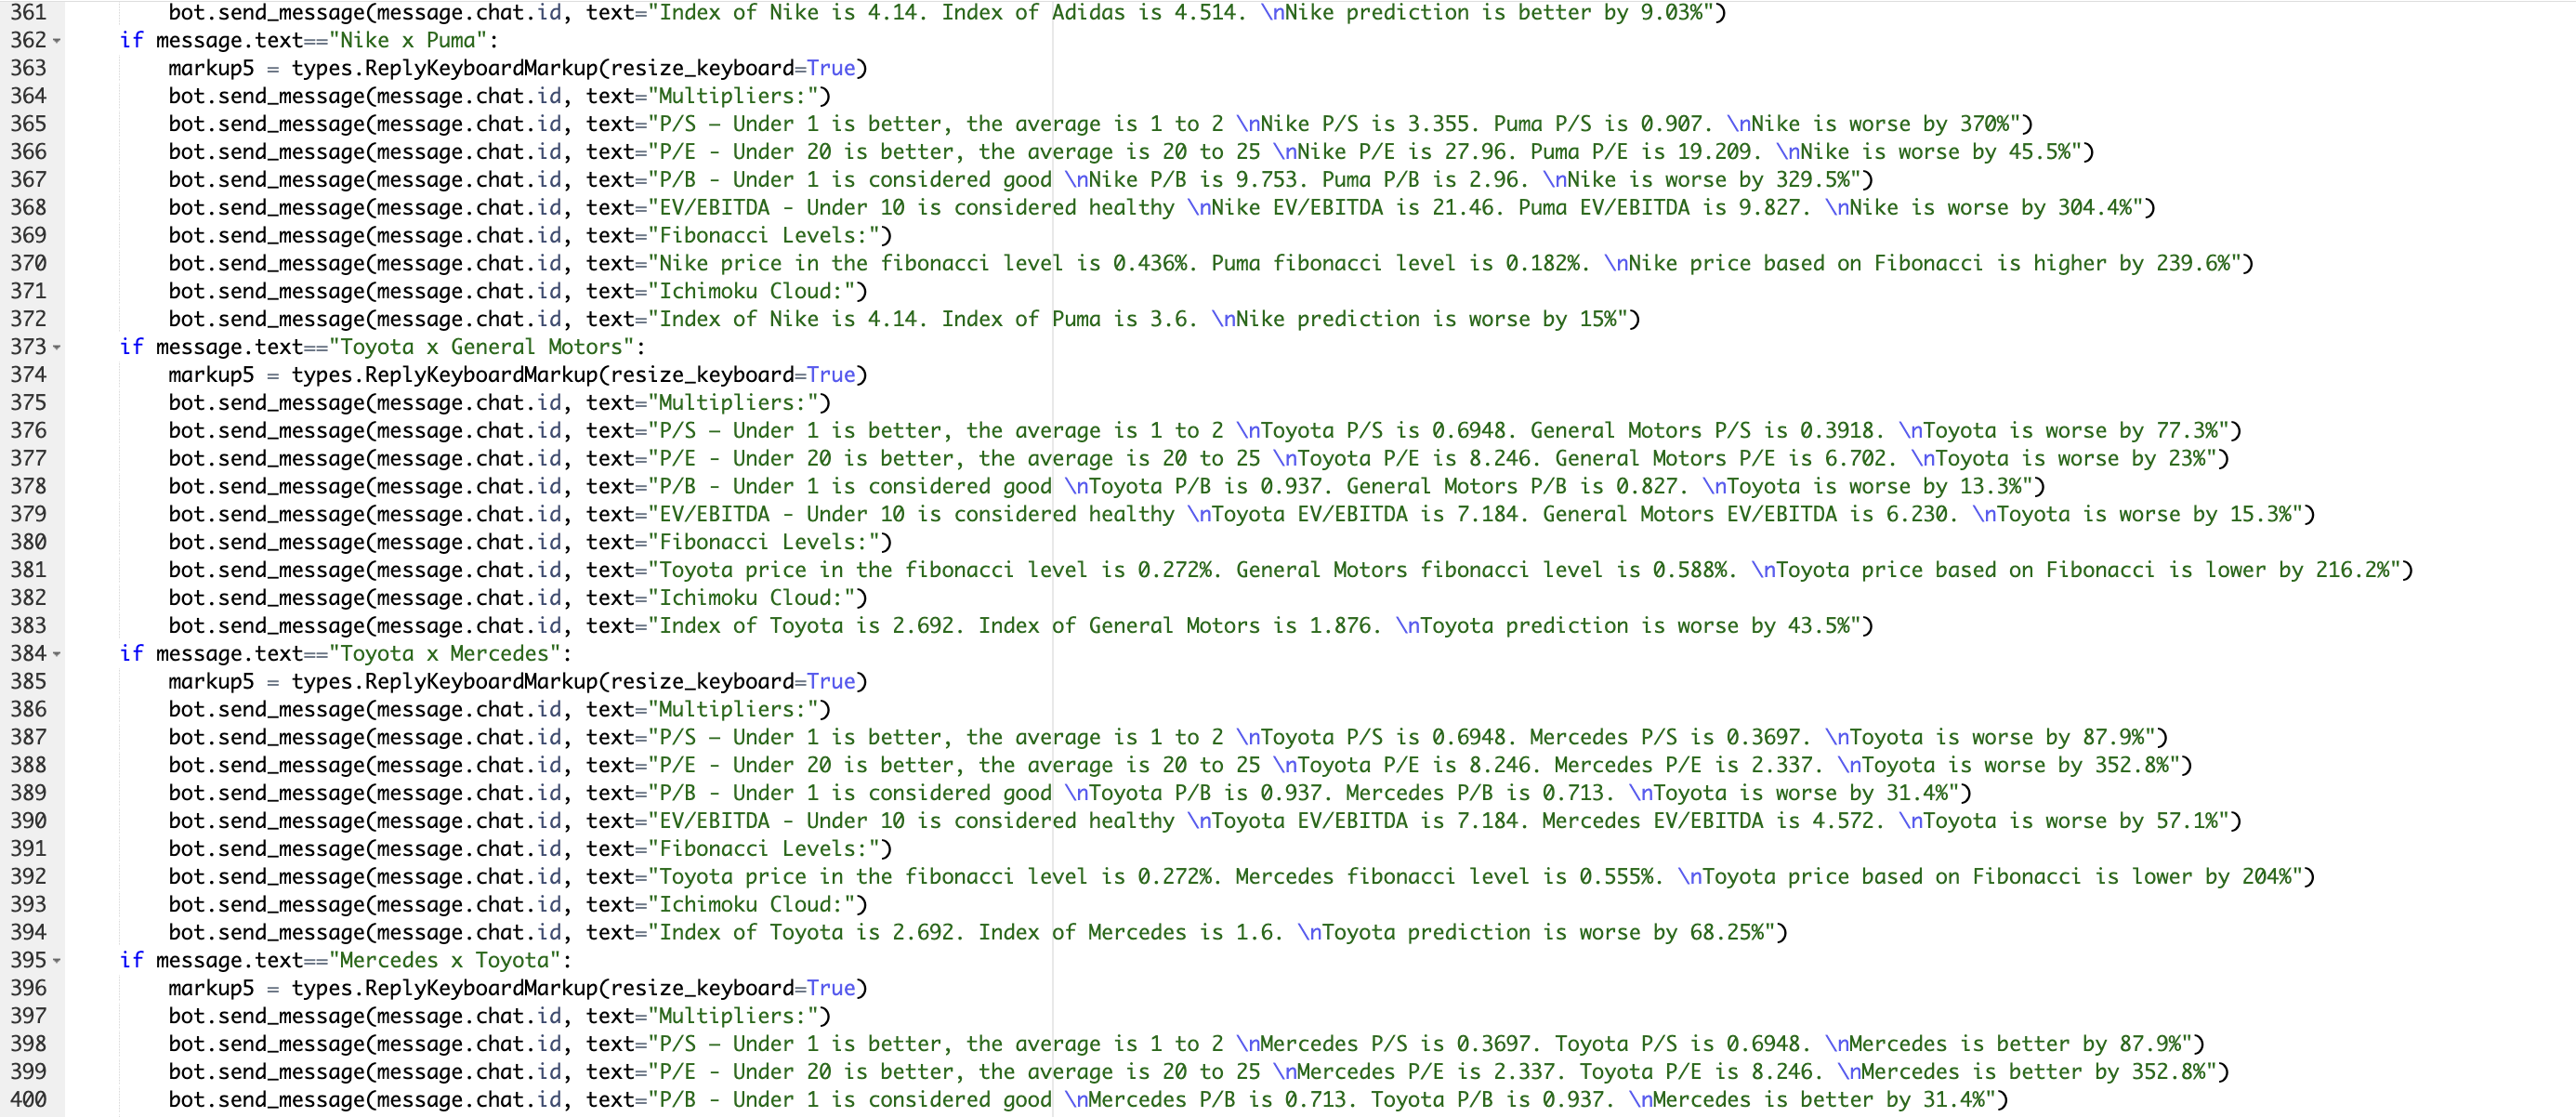 361 bot.send_message(message.chat.id, text="Index of Nike is 4.14. Index of Adidas is 4.514. \nNike prediction is better by 9.03%")
362 if message.text=="Nike x Puma":
363 markup5 = types.ReplyKeyboardMarkup(resize_keyboard=True)
364 bot.send_message(message.chat.id, text="Multipliers:")
365 bot.send_message(message.chat.id, text="P/S – Under 1 is better, the average is 1 to 2 \nNike P/S is 3.355. Puma P/S is 0.907. \nNike is worse by 370%")
366 bot.send_message(message.chat.id, text="P/E - Under 20 is better, the average is 20 to 25 \nNike P/E is 27.96. Puma P/E is 19.209. \nNike is worse by 45.5%")
367 bot.send_message(message.chat.id, text="P/B - Under 1 is considered good \nNike P/B is 9.753. Puma P/B is 2.96. \nNike is worse by 329.5%")
368 bot.send_message(message.chat.id, text="EV/EBITDA - Under 10 is considered healthy \nNike EV/EBITDA is 21.46. Puma EV/EBITDA is 9.827. \nNike is worse by 304.4%")
369 bot.send_message(message.chat.id, text="Fibonacci Levels:")
370 bot.send_message(message.chat.id, text="Nike price in the fibonacci level is 0.436%. Puma fibonacci level is 0.182%. \nNike price based on Fibonacci is higher by 239.6%")
371 bot.send_message(message.chat.id, text="Ichimoku Cloud:")
372 bot.send_message(message.chat.id, text="Index of Nike is 4.14. Index of Puma is 3.6. \nNike prediction is worse by 15%")
373 if message.text=="Toyota x General Motors":
374 markup5 = types.ReplyKeyboardMarkup(resize_keyboard=True)
375 bot.send_message(message.chat.id, text="Multipliers:")
376 bot.send_message(message.chat.id, text="P/S – Under 1 is better, the average is 1 to 2 \nToyota P/S is 0.6948. General Motors P/S is 0.3918. \nToyota is worse by 77.3%")
377 bot.send_message(message.chat.id, text="P/E - Under 20 is better, the average is 20 to 25 \nToyota P/E is 8.246. General Motors P/E is 6.702. \nToyota is worse by 23%")
378 bot.send_message(message.chat.id, text="P/B - Under 1 is considered good \nToyota P/B is 0.937. General Motors P/B is 0.827. \nToyota is worse by 13.3%")
379 bot.send_message(message.chat.id, text="EV/EBITDA - Under 10 is considered healthy \nToyota EV/EBITDA is 7.184. General Motors EV/EBITDA is 6.230. \nToyota is worse by 15.3%")
380 bot.send_message(message.chat.id, text="Fibonacci Levels:")
381 bot.send_message(message.chat.id, text="Toyota price in the fibonacci level is 0.272%. General Motors fibonacci level is 0.588%. \nToyota price based on Fibonacci is lower by 216.2%")
382 bot.send_message(message.chat.id, text="Ichimoku Cloud:")
383 bot.send_message(message.chat.id, text="Index of Toyota is 2.692. Index of General Motors is 1.876. \nToyota prediction is worse by 43.5%")
384 if message.text=="Toyota x Mercedes":
385 markup5 = types.ReplyKeyboardMarkup(resize_keyboard=True)
386 bot.send_message(message.chat.id, text="Multipliers:")
387 bot.send_message(message.chat.id, text="P/S – Under 1 is better, the average is 1 to 2 \nToyota P/S is 0.6948. Mercedes P/S is 0.3697. \nToyota is worse by 87.9%")
388 bot.send_message(message.chat.id, text="P/E - Under 20 is better, the average is 20 to 25 \nToyota P/E is 8.246. Mercedes P/E is 2.337. \nToyota is worse by 352.8%")
389 bot.send_message(message.chat.id, text="P/B - Under 1 is considered good \nToyota P/B is 0.937. Mercedes P/B is 0.713. \nToyota is worse by 31.4%")
390 bot.send_message(message.chat.id, text="EV/EBITDA - Under 10 is considered healthy \nToyota EV/EBITDA is 7.184. Mercedes EV/EBITDA is 4.572. \nToyota is worse by 57.1%")
391 bot.send_message(message.chat.id, text="Fibonacci Levels:")
392 bot.send_message(message.chat.id, text="Toyota price in the fibonacci level is 0.272%. Mercedes fibonacci level is 0.555%. \nToyota price based on Fibonacci is lower by 204%")
393 bot.send_message(message.chat.id, text="Ichimoku Cloud:")
394 bot.send_message(message.chat.id, text="Index of Toyota is 2.692. Index of Mercedes is 1.6. \nToyota prediction is worse by 68.25%")
395 if message.text=="Mercedes x Toyota":
396 markup5 = types.ReplyKeyboardMarkup(resize_keyboard=True)
397 bot.send_message(message.chat.id, text="Multipliers:")
398 bot.send_message(message.chat.id, text="P/S – Under 1 is better, the average is 1 to 2 \nMercedes P/S is 0.3697. Toyota P/S is 0.6948. \nMercedes is better by 87.9%")
399 bot.send_message(message.chat.id, text="P/E - Under 20 is better, the average is 20 to 25 \nMercedes P/E is 2.337. Toyota P/E is 8.246. \nMercedes is better by 352.8%")
400 bot.send_message(message.chat.id, text="P/B - Under 1 is considered good \nMercedes P/B is 0.713. Toyota P/B is 0.937. \nMercedes is better by 31.4%")